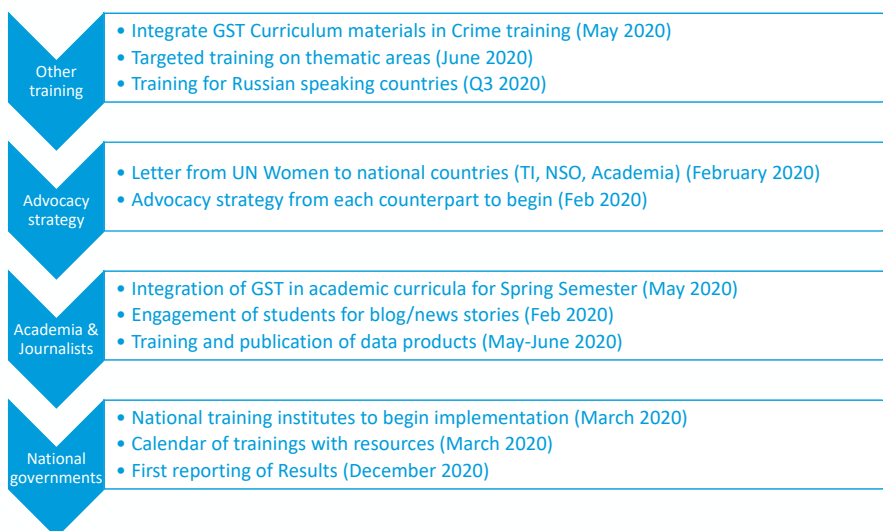 Other
training
• Integrate GST Curriculum materials in Crime training (May 2020)
• Targeted training on thematic areas (June 2020)
• Training for Russian speaking countries (Q3 2020)
Advocacy
strategy
• Letter from UN Women to national countries (TI, NSO, Academia) (February 2020)
• Advocacy strategy from each counterpart to begin (Feb 2020)
Academia &
Journalists
• Integration of GST in academic curricula for Spring Semester (May 2020)
• Engagement of students for blog/news stories (Feb 2020)
• Training and publication of data products (May-June 2020)
National
governments
• National training institutes to begin implementation (March 2020)
• Calendar of trainings with resources (March 2020)
• First reporting of Results (December 2020)